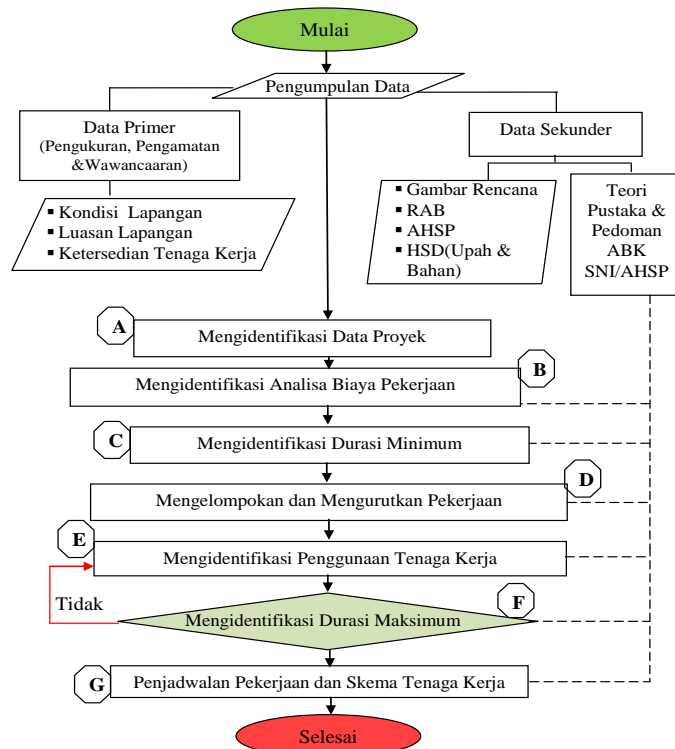 Mulai
Pengumpulan Data
Data Primer
(Pengukuran, Pengamatan
&Wawancaaran)
▪ Kondisi Lapangan
▪ Luasan Lapangan
▪ Ketersedian Tenaga Kerja
Data Sekunder
▪ Gambar Rencana
▪ RAB
▪ AHSP
▪ HSD(Upah &
Bahan)
Teori
Pustaka &
Pedoman
ABK
SNI/AHSP
A
Mengidentifikasi Data Proyek
B
Mengidentifikasi Analisa Biaya Pekerjaan
C
Mengidentifikasi Durasi Minimum
D
Mengelompokan dan Mengurutkan Pekerjaan
E
Mengidentifikasi Penggunaan Tenaga Kerja
Tidak
F
Mengidentifikasi Durasi Maksimum
G
Penjadwalan Pekerjaan dan Skema Tenaga Kerja
Selesai